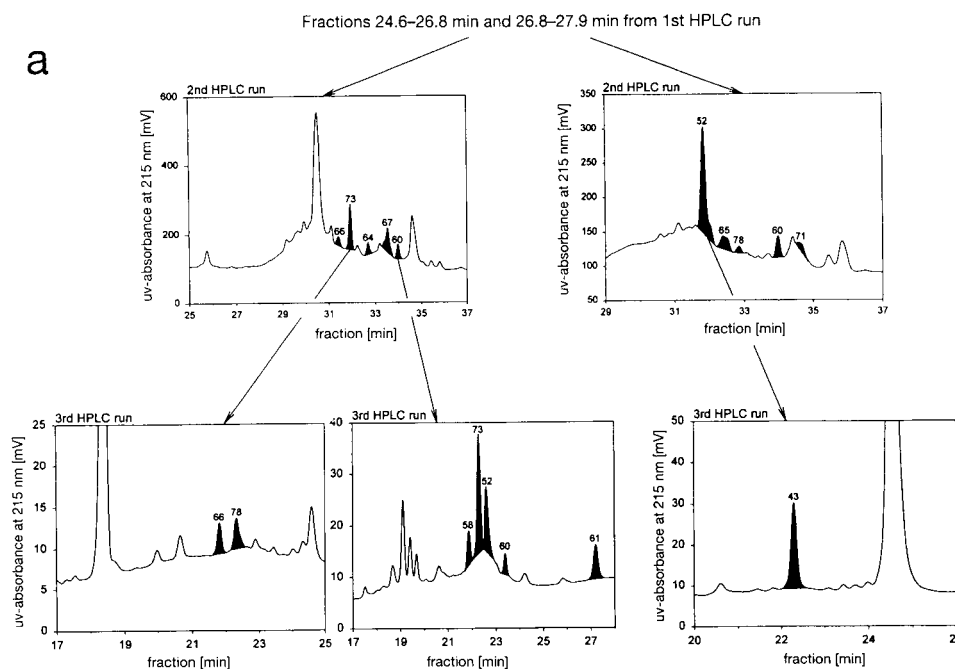 Fractions 24.6–26.8 min and 26.8–27.9 min from 1st HPLC run
a
2nd HPLC run
uv-absorbance at 215 nm [mV]
600
400
200
0
66
73
64
67
60
25 27 29 31 33 35 37
fraction [min]
2nd HPLC run
uv-absorbance at 215 nm [mV]
350
300
250
200
150
100
50
52
65
78
60
71
29 31 33 35 37
fraction [min]
3rd HPLC run
uv-absorbance at 215 nm [mV]
25
20
15
10
5
0
66
78
17 19 21 23 25
fraction [min]
3rd HPLC run
40
30
20
10
0
58
73
52
60
61
17 19 21 23 25 27
fraction [min]
3rd HPLC run
uv-absorbance at 215 nm [mV]
50
40
30
20
10
0
43
20 22 24 26
fraction [min]